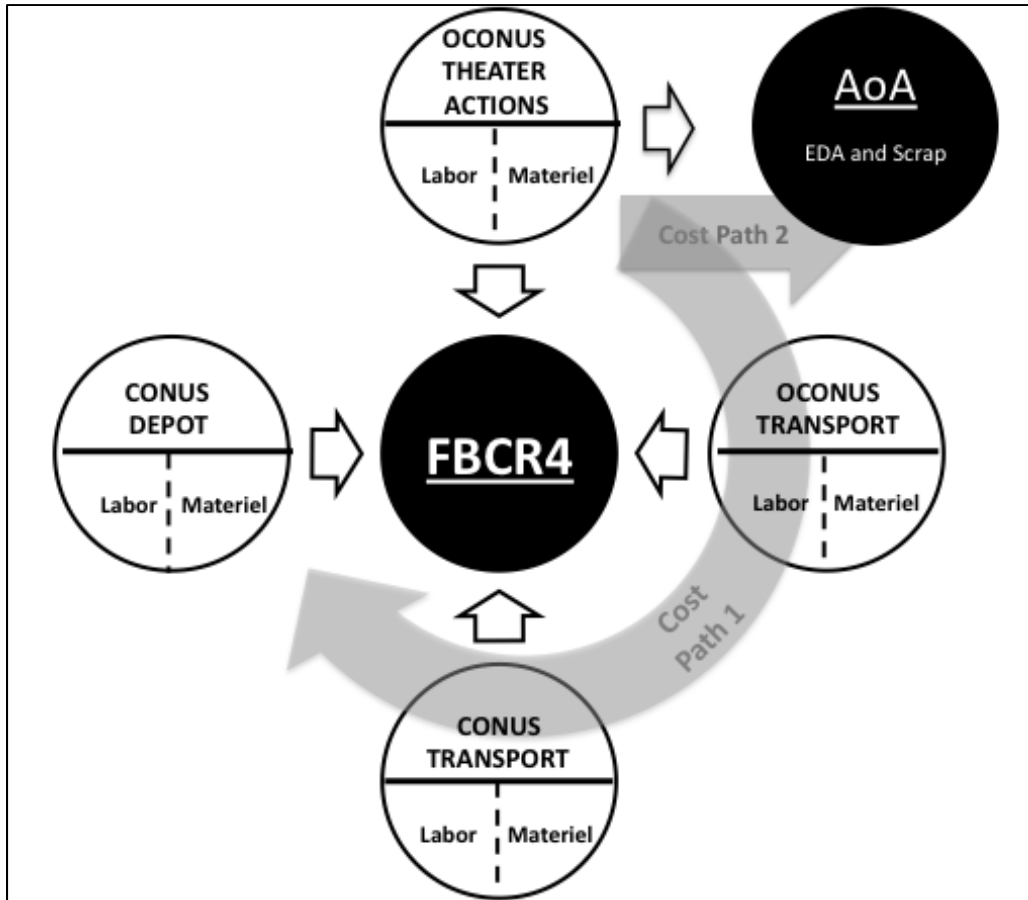 OCONUS
THEATER
ACTIONS
Labor Materiel
AoA
EDA and Scrap
Cost Path 2
CONUS
DEPOT
Labor Materiel
FBCR4
OCONUS
TRANSPORT
Labor Materiel
Cost
Path 1
CONUS
TRANSPORT
Labor Materiel